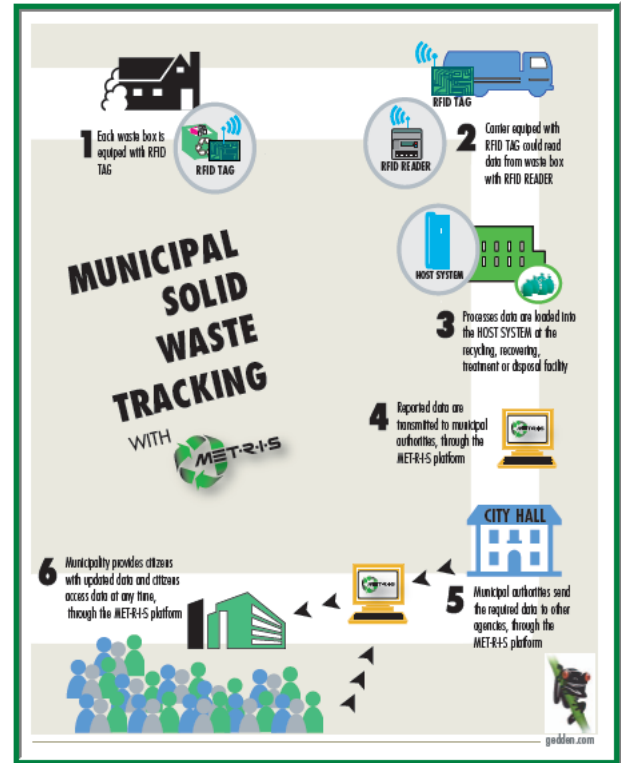 RFID TAG
1 Each waste box is
equiped with RFID
TAG
RFID TAG
RFID READER
2 Carrier equiped with
RFID TAG could read
data from waste box
with RFID READER
HOST SYSTEM
MUNICIPAL
SOLID
WASTE
TRACKING
WITH MET-R-I-S
3 Processes data are loaded into
the HOST SYSTEM at the
recycling, recovering,
treatment or disposal facility
4 Reported data are
transmitted to municipal
authorities, through the
MET-R-I-S platform
MET-R-I-S
CITY HALL
5 Municipal authorities send
the required data to other
agencies, through the
MET-R-I-S platform
MET-R-I-S
6 Municipality provides citizens
with updated data and citizens
access data at any time,
through the MET-R-I-S platform
gedden.com